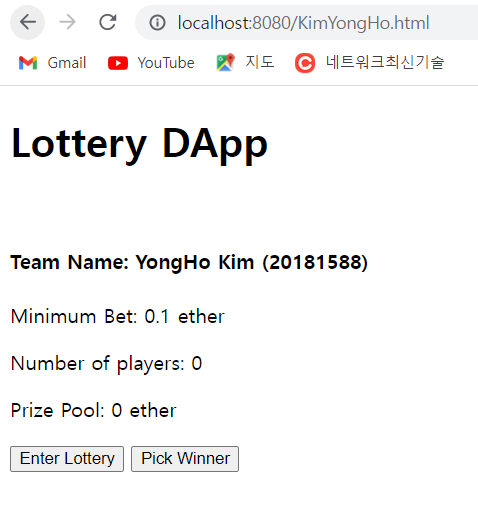 localhost:8080/KimYongHo.html
Gmail YouTube 지도 네트워크최신기술
Lottery DApp
Team Name: YongHo Kim (20181588)
Minimum Bet: 0.1 ether
Number of players: 0
Prize Pool: 0 ether
Enter Lottery Pick Winner